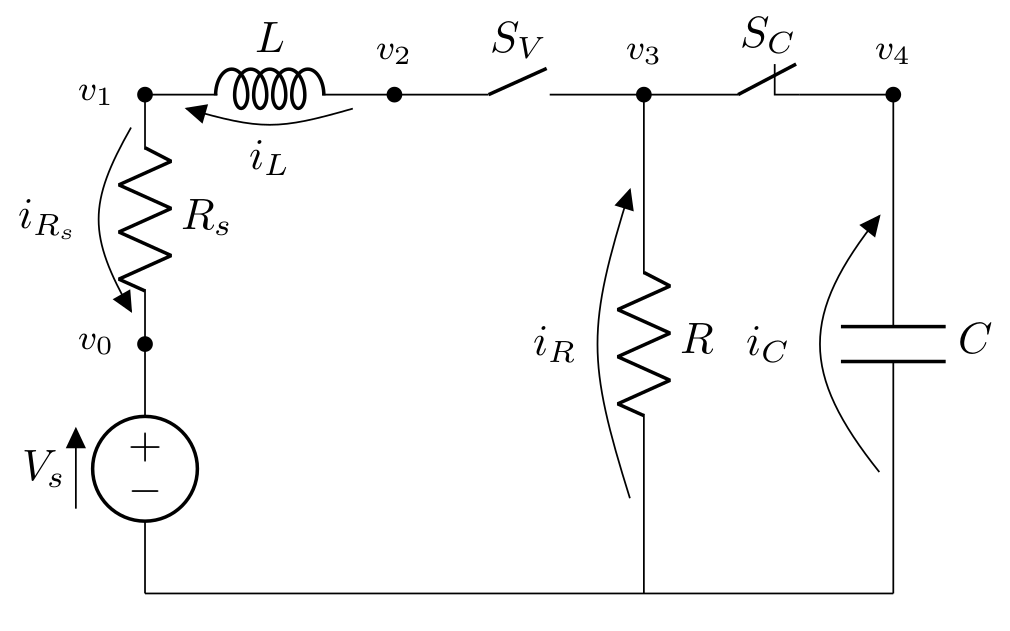 L
S_V
S_C
v_1
v_2
v_3
v_4
i_L
i_{R_s}
R_s
v_0
i_R
R
i_C
C
V_s
+
−